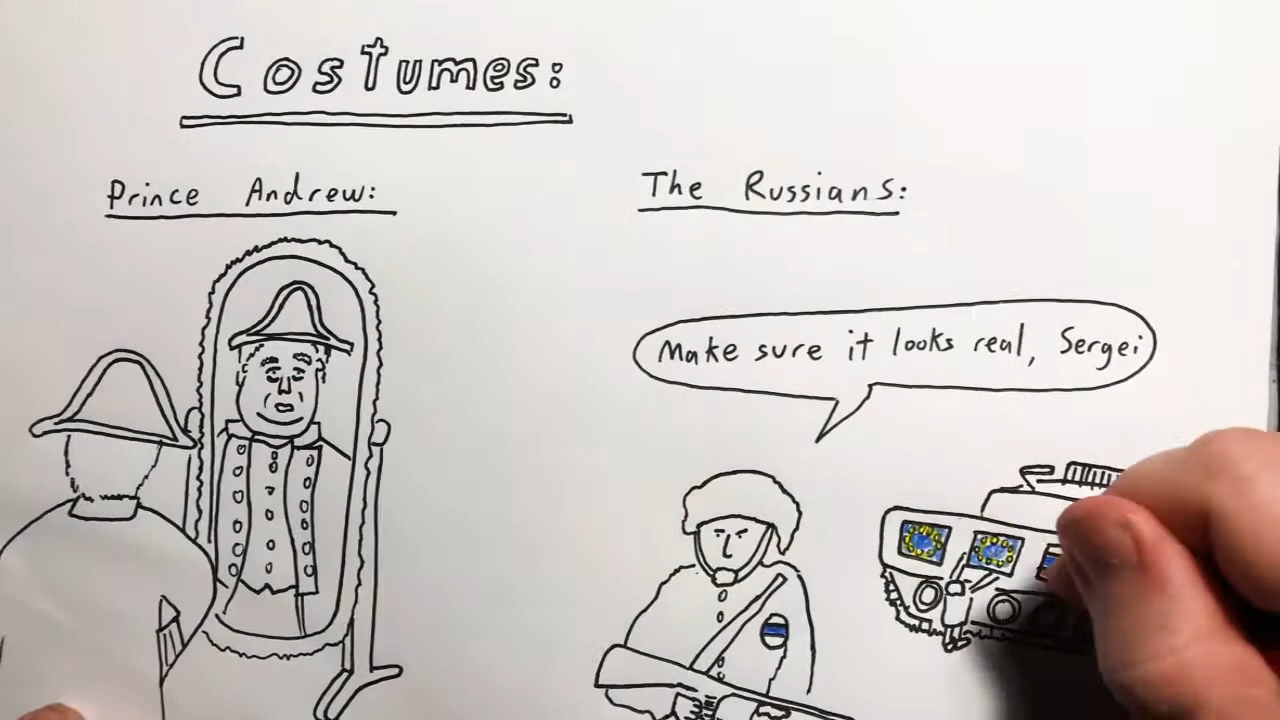 Costumes:
Prince Andrew:
The Russians:
Make sure it looks real, Sergei